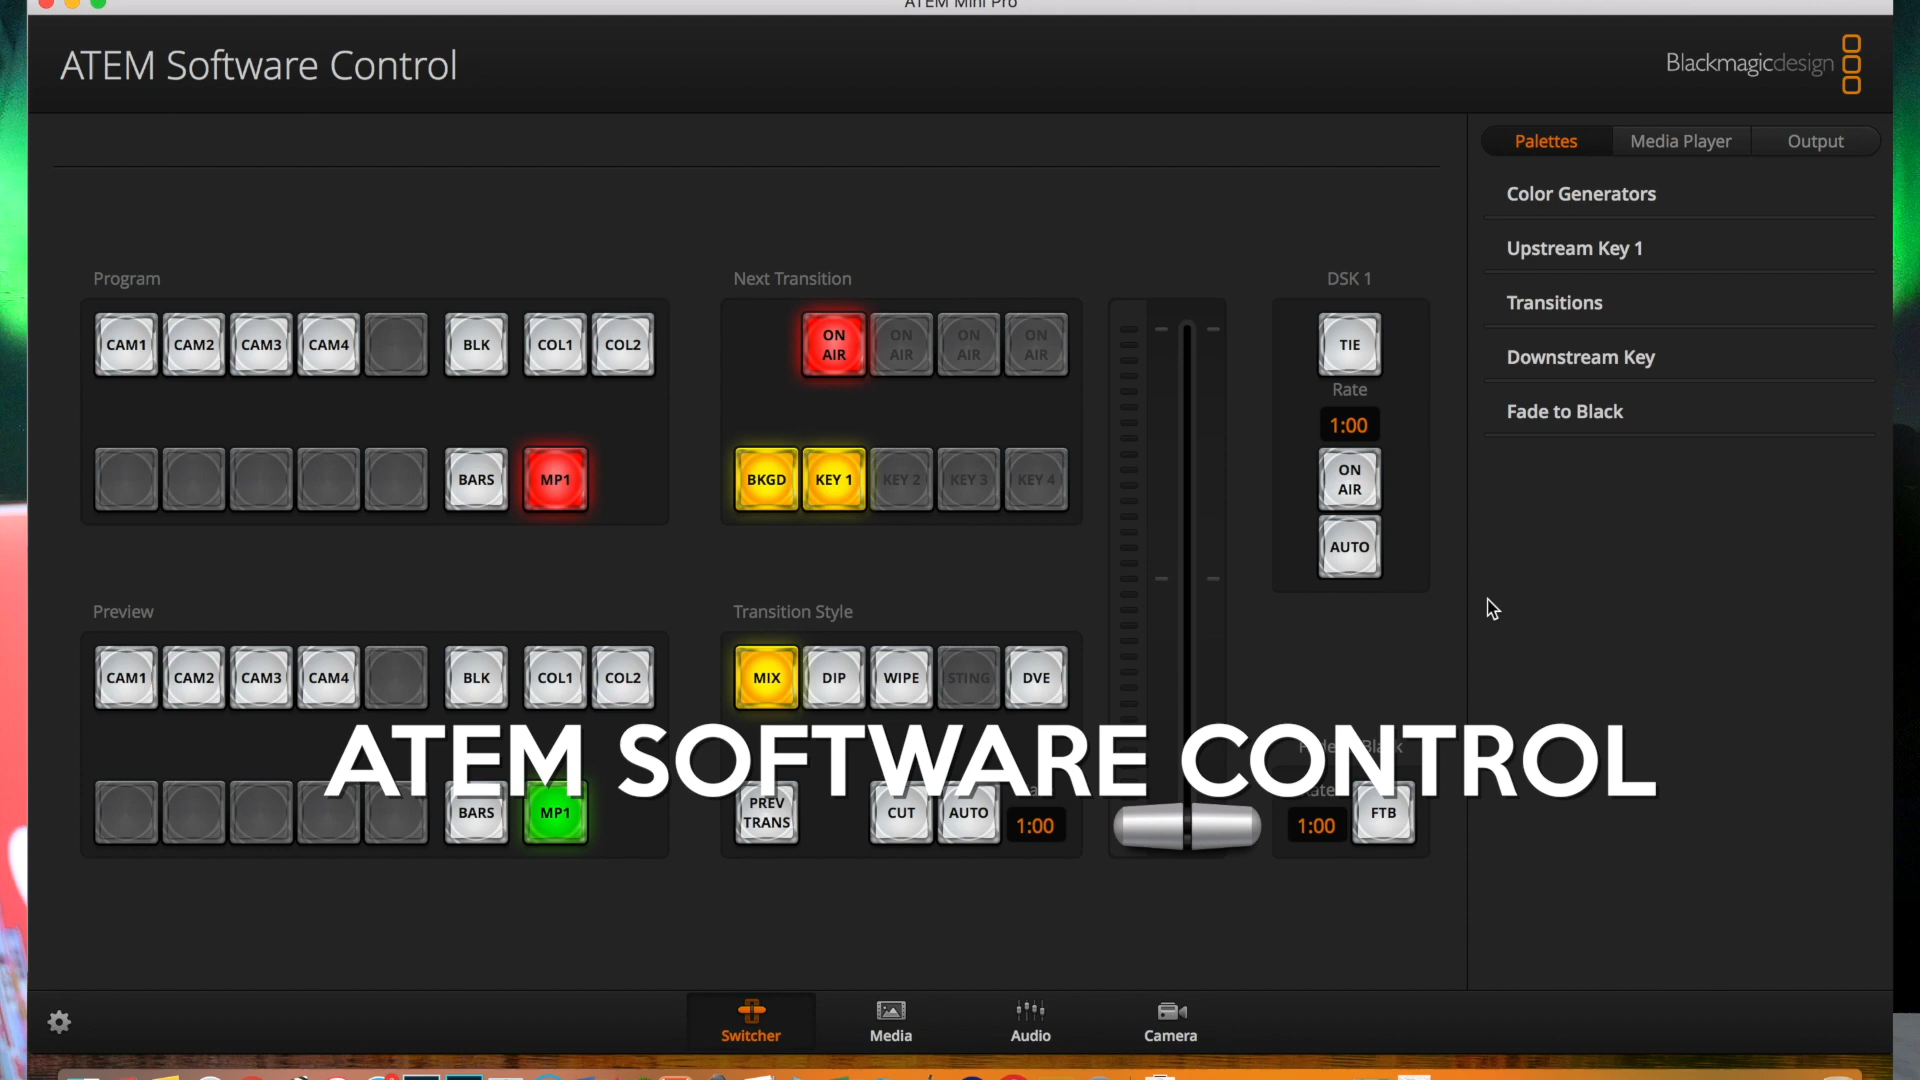 ATEM Mini Pro
ATEM Software Control
Blackmagicdesign
Palettes
Media Player
Output
Color Generators
Upstream Key 1
Transitions
Downstream Key
Fade to Black
Program
CAM1 CAM2 CAM3 CAM4 BLK COL1 COL2
BARS MP1
Next Transition
ON AIR ON AIR ON AIR ON AIR
BKGD KEY 1 KEY 2 KEY 3 KEY 4
DSK 1
TIE
Rate
1:00
ON
AIR
AUTO
Preview
CAM1 CAM2 CAM3 CAM4 BLK COL1 COL2
BARS MP1
Transition Style
MIX DIP WIPE STING DVE
ATEM SOFTWARE CONTROL
PREV
TRANS
CUT AUTO 1:00
1:00 FTB
Switcher
Media
Audio
Camera